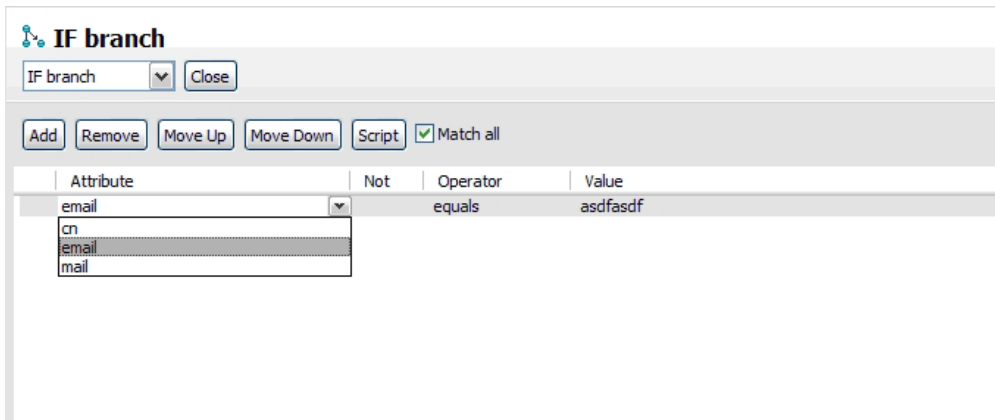 IF branch
IF branch Close
Add Remove Move Up Move Down Script Match all
Attribute Not Operator Value
email equals asdfasdf
cn
email
mail